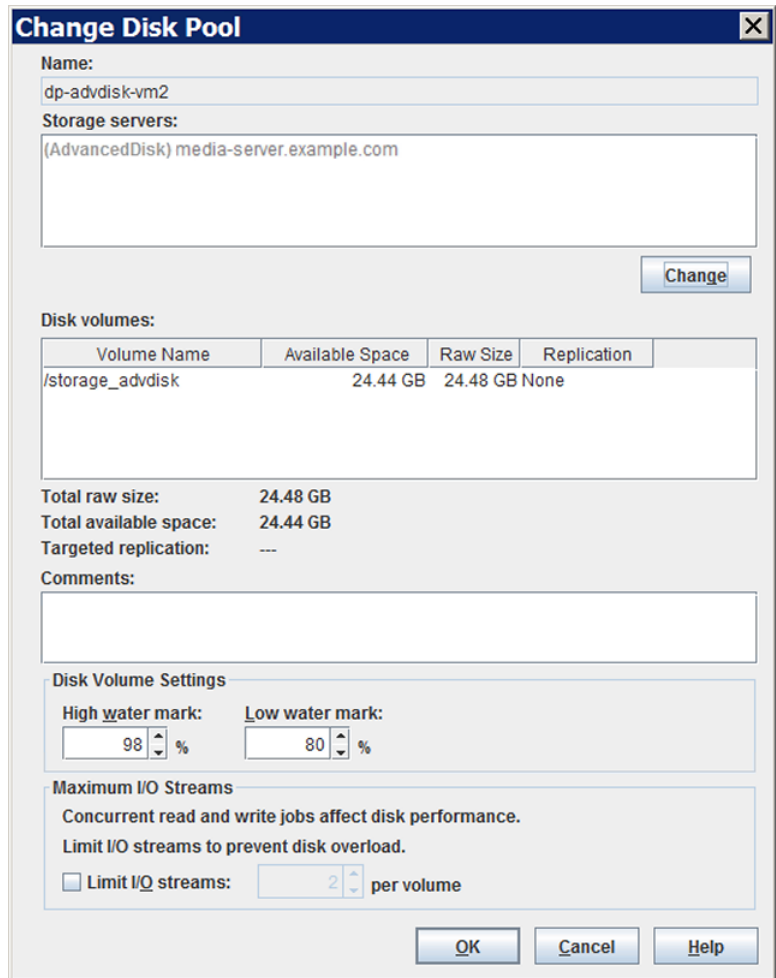 Change Disk Pool
Name:
dp-advdisk-vm2
Storage servers:
(AdvancedDisk) media-server.example.com
Change
Disk volumes:
Volume Name Available Space Raw Size Replication
/storage_advdisk 24.44 GB 24.48 GB None
Total raw size: 24.48 GB
Total available space: 24.44 GB
Targeted replication: ---
Comments:
Disk Volume Settings
High water mark: Low water mark:
98 % 80 %
Maximum I/O Streams
Concurrent read and write jobs affect disk performance.
Limit I/O streams to prevent disk overload.
Limit I/O streams: 2 per volume
OK Cancel Help